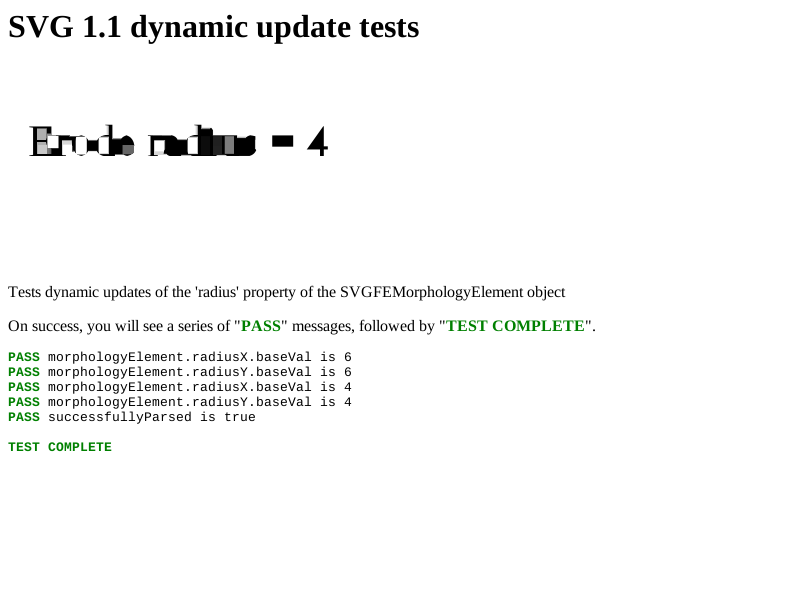 SVG 1.1 dynamic update tests
Erode radius = 4
Tests dynamic updates of the 'radius' property of the SVGFEMorphologyElement object
On success, you will see a series of "PASS" messages, followed by "TEST COMPLETE".
PASS morphologyElement.radiusX.baseVal is 6
PASS morphologyElement.radiusY.baseVal is 6
PASS morphologyElement.radiusX.baseVal is 4
PASS morphologyElement.radiusY.baseVal is 4
PASS successfullyParsed is true
TEST COMPLETE